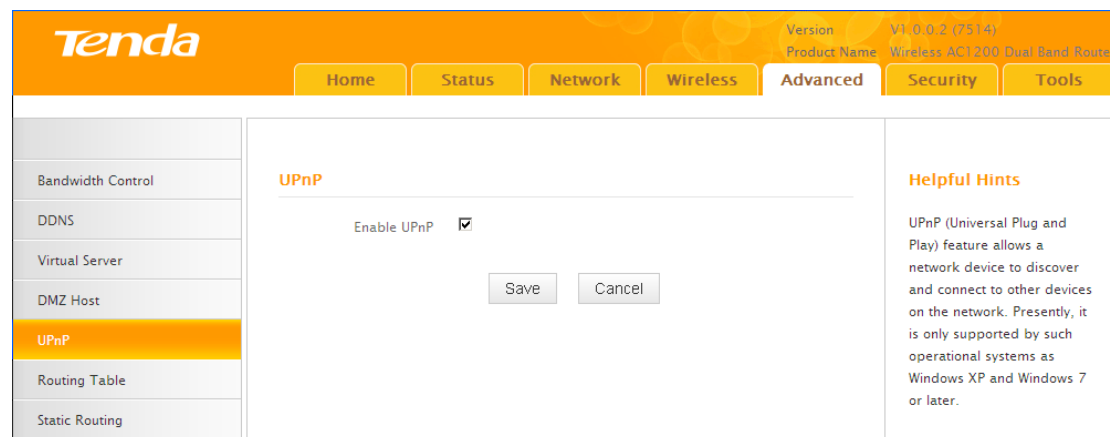 Tenda
Version V1.0.0.2 (7514)
Product Name Wireless AC1200 Dual Band Route
Home Status Network Wireless Advanced Security Tools
Bandwidth Control
DDNS
Virtual Server
DMZ Host
UPnP
Routing Table
Static Routing
UPnP
Enable UPnP
Save Cancel
Helpful Hints
UPnP (Universal Plug and
Play) feature allows a
network device to discover
and connect to other devices
on the network. Presently, it
is only supported by such
operational systems as
Windows XP and Windows 7
or later.